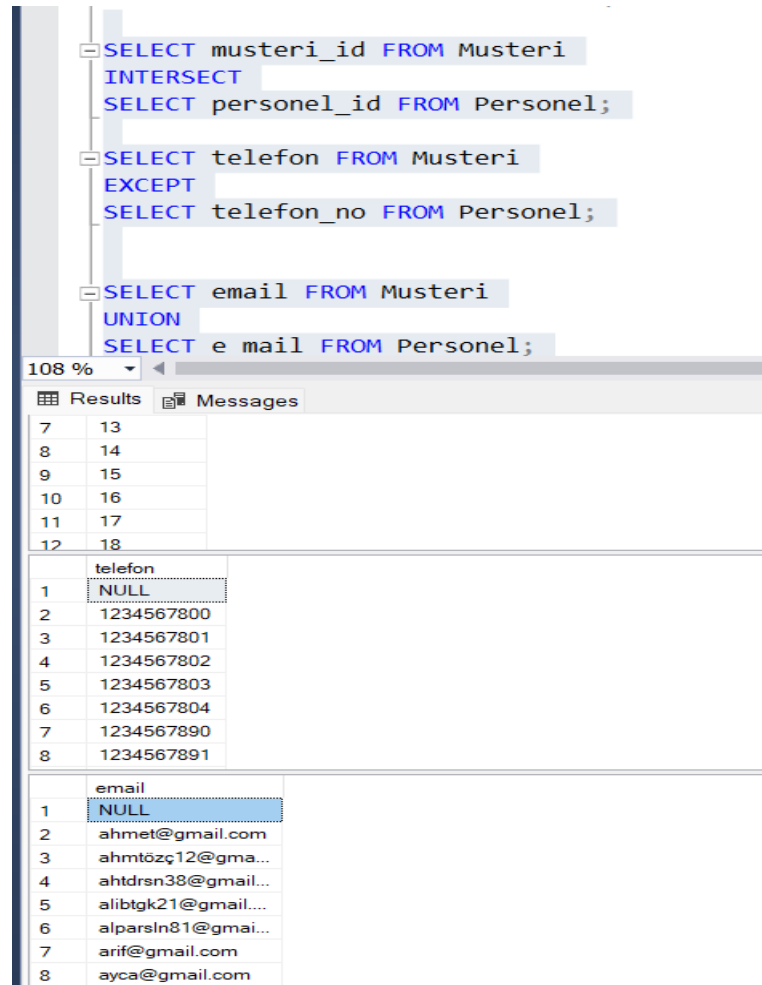 SELECT musteri_id FROM Musteri
INTERSECT
SELECT personel_id FROM Personel;
SELECT telefon FROM Musteri
EXCEPT
SELECT telefon_no FROM Personel;
SELECT email FROM Musteri
UNION
SELECT e mail FROM Personel;
108 %
Results Messages
7 13
8 14
9 15
10 16
11 17
12 18
telefon
1 NULL
2 1234567800
3 1234567801
4 1234567802
5 1234567803
6 1234567804
7 1234567890
8 1234567891
email
1 NULL
2 ahmet@gmail.com
3 ahmtözç12@gma...
4 ahtdrsn38@gmail...
5 alibtgk21@gmail....
6 alparsln81@gmai...
7 arif@gmail.com
8 ayca@gmail.com